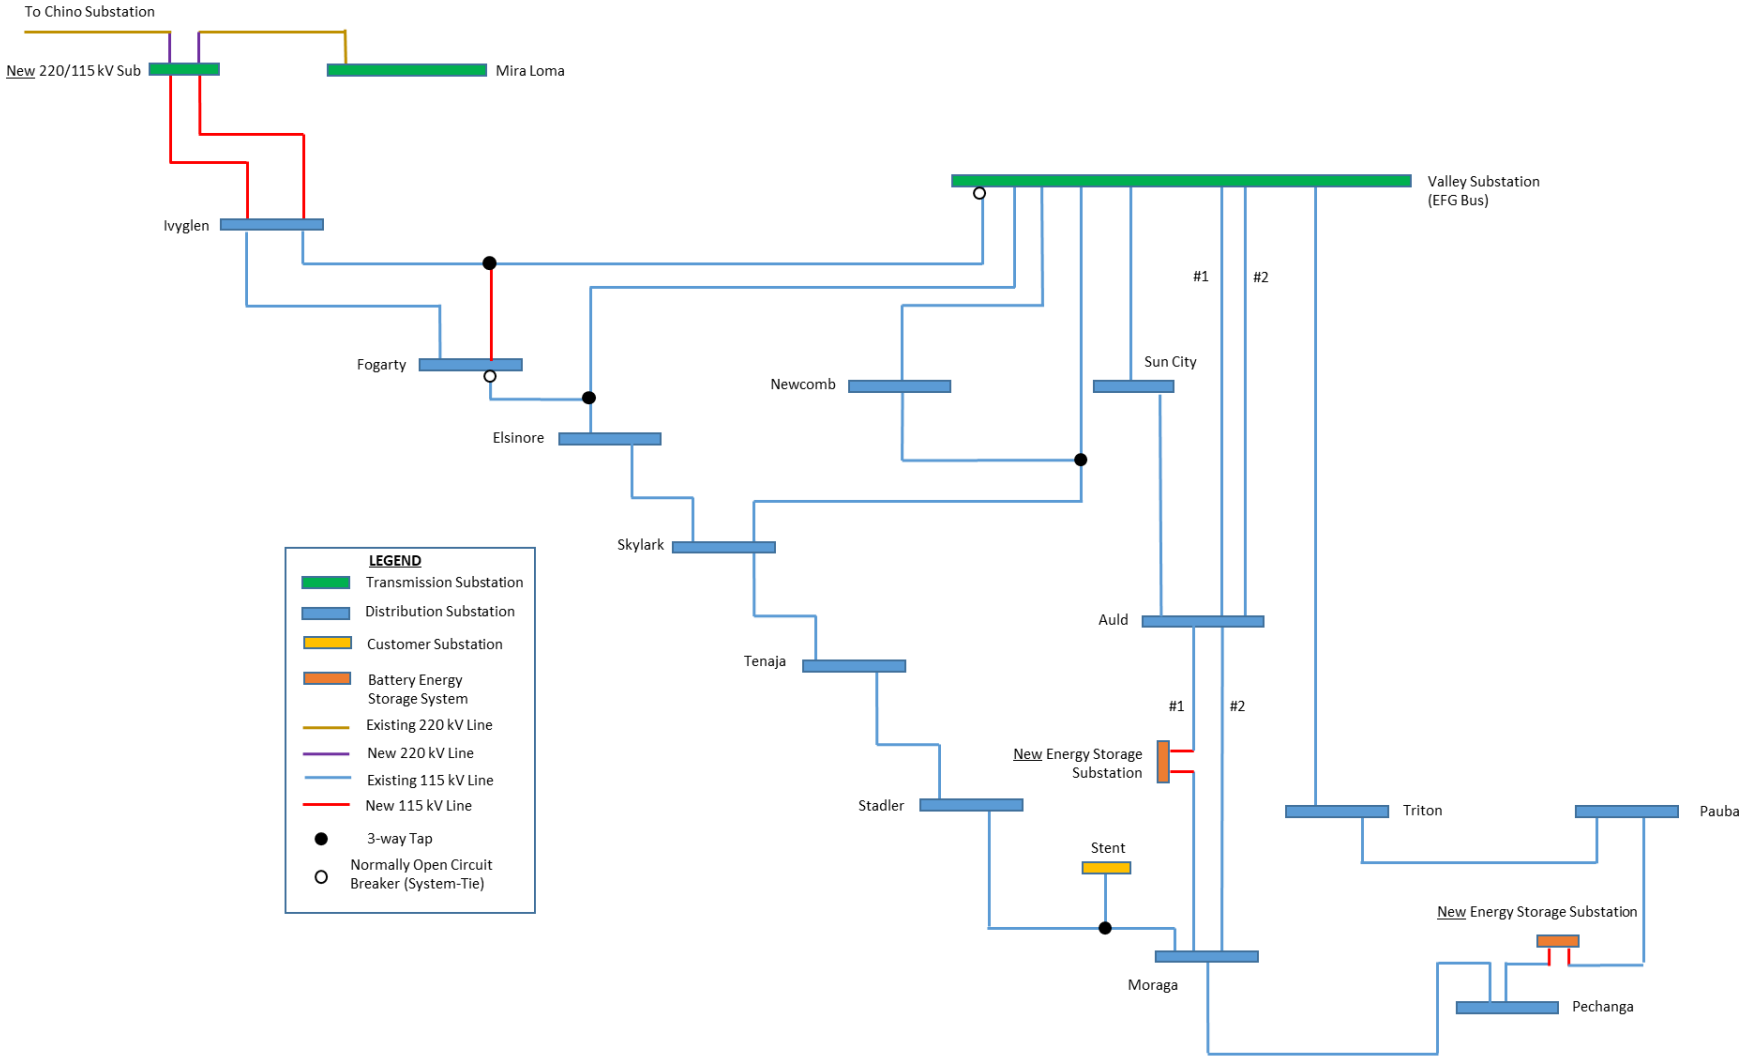 To Chino Substation
New 220/115 kV Sub
Mira Loma
Valley Substation
(EFG Bus)
Ivyglen
#1
#2
Fogarty
Newcomb
Sun City
Elsinore
Skylark
LEGEND
Transmission Substation
Distribution Substation
Customer Substation
Battery Energy
Storage System
Existing 220 kV Line
New 220 kV Line
Existing 115 kV Line
New 115 kV Line
3-way Tap
Normally Open Circuit
Breaker (System-Tie)
Auld
Tenaja
#1
#2
New Energy Storage
Substation
Stadler
Triton
Pauba
Stent
New Energy Storage Substation
Moraga
Pechanga